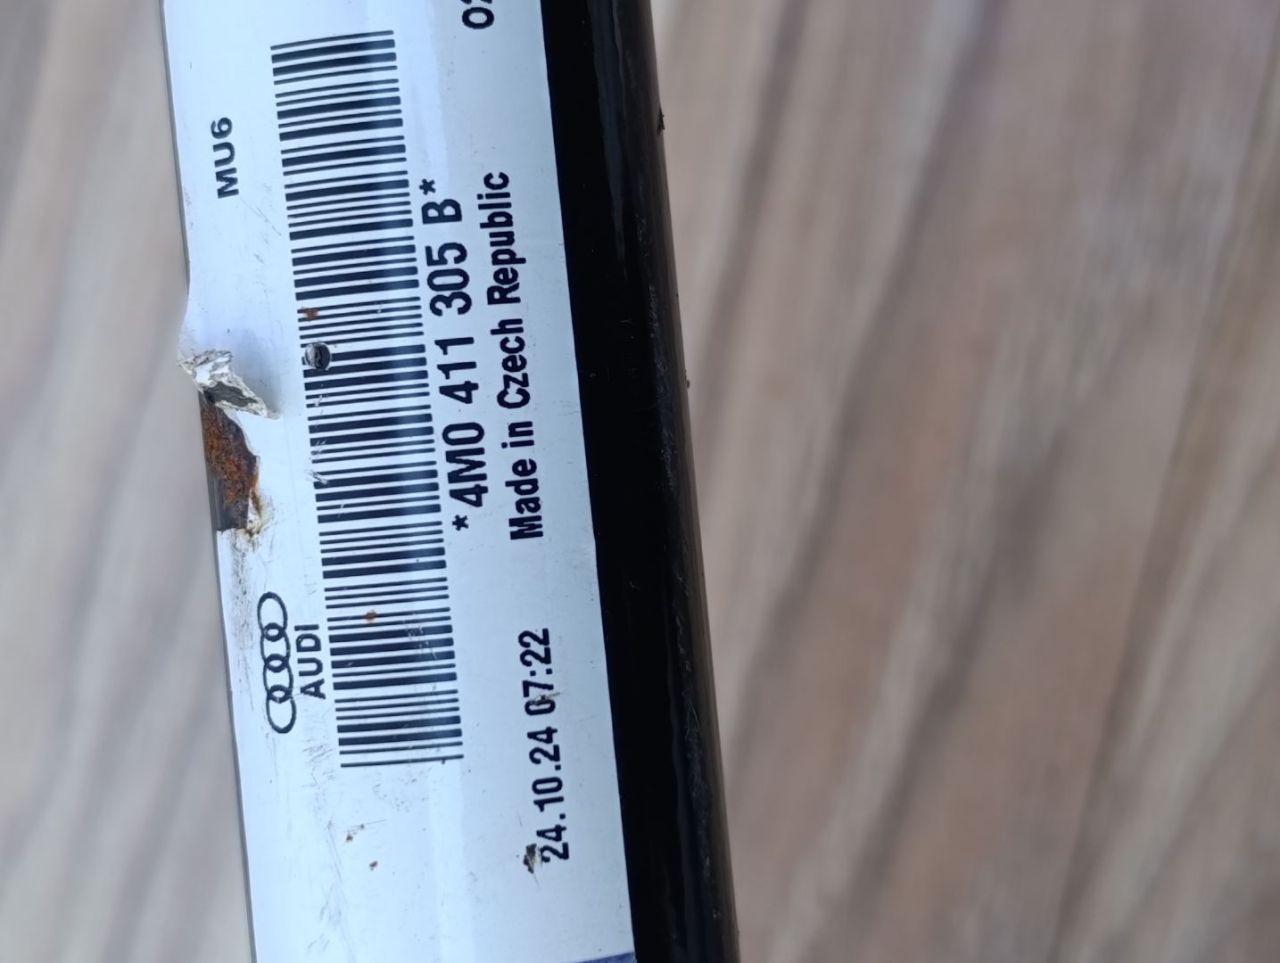 MU6
AUDI
*4M0 411 305 B*
Made in Czech Republic
24.10.24 07:22